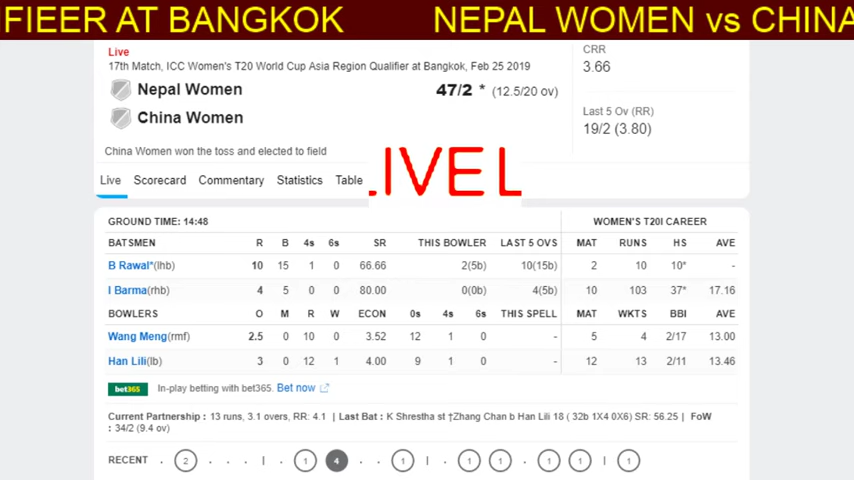 FIEER AT BANGKOK NEPAL WOMEN vs CHINA
Live
17th Match, ICC Women's T20 World Cup Asia Region Qualifier at Bangkok, Feb 25 2019
Nepal Women 47/2 * (12.5/20 ov)
China Women
China Women won the toss and elected to field
CRR
3.66
Last 5 Ov (RR)
19/2 (3.80)
Live Scorecard Commentary Statistics Table
LIVE L
GROUND TIME: 14:48 WOMEN'S T20I CAREER
BATSMEN R B 4s 6s SR THIS BOWLER LAST 5 OVS MAT RUNS HS AVE
B Rawal*(lhb) 10 15 1 0 66.66 2(5b) 10(15b) 2 10 10* -
I Barma(rhb) 4 5 0 0 80.00 0(0b) 4(5b) 10 103 37* 17.16
BOWLERS O M R W ECON 0s 4s 6s THIS SPELL MAT WKTS BBI AVE
Wang Meng(rmf) 2.5 0 10 0 3.52 12 1 0 - 5 4 2/17 13.00
Han Lili(lb) 3 0 12 1 4.00 9 1 0 - 12 13 2/11 13.46
bet365 In-play betting with bet365. Bet now
Current Partnership : 13 runs, 3.1 overs, RR: 4.1 | Last Bat : K Shrestha st †Zhang Chan b Han Lili 18 ( 32b 1X4 0X6) SR: 56.25 | FoW
: 34/2 (9.4 ov)
RECENT . 2 . . . | . 1 4 . . 1 | . 1 1 . 1 1 | 1